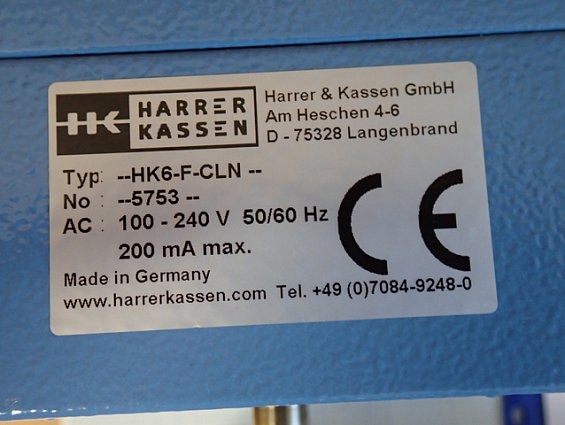 HK HARRER
KASSEN
Harrer & Kassen GmbH
Am Heschen 4-6
D - 75328 Langenbrand
Typ: --HK6-F-CLN --
No : --5753 --
AC : 100 - 240 V 50/60 Hz
200 mA max.
CE
Made in Germany
www.harrerkassen.com Tel. +49 (0)7084-9248-0